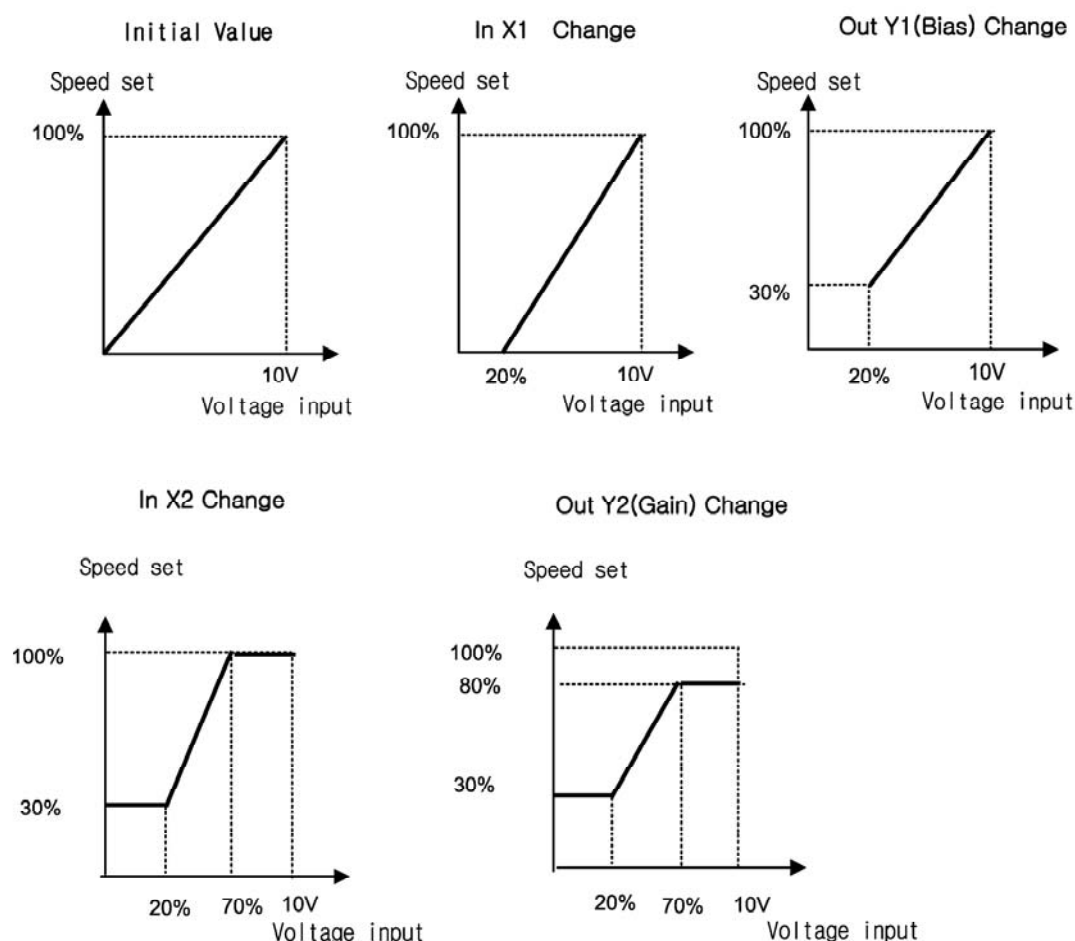 Initial Value
Speed set
100%
10V
Voltage input
In X1 Change
Speed set
100%
20% 10V
Voltage input
Out Y1(Bias) Change
Speed set
100%
30%
20% 10V
Voltage input
In X2 Change
Speed set
100%
30%
20% 70% 10V
Voltage input
Out Y2(Gain) Change
Speed set
100%
80%
30%
20% 70% 10V
Voltage input